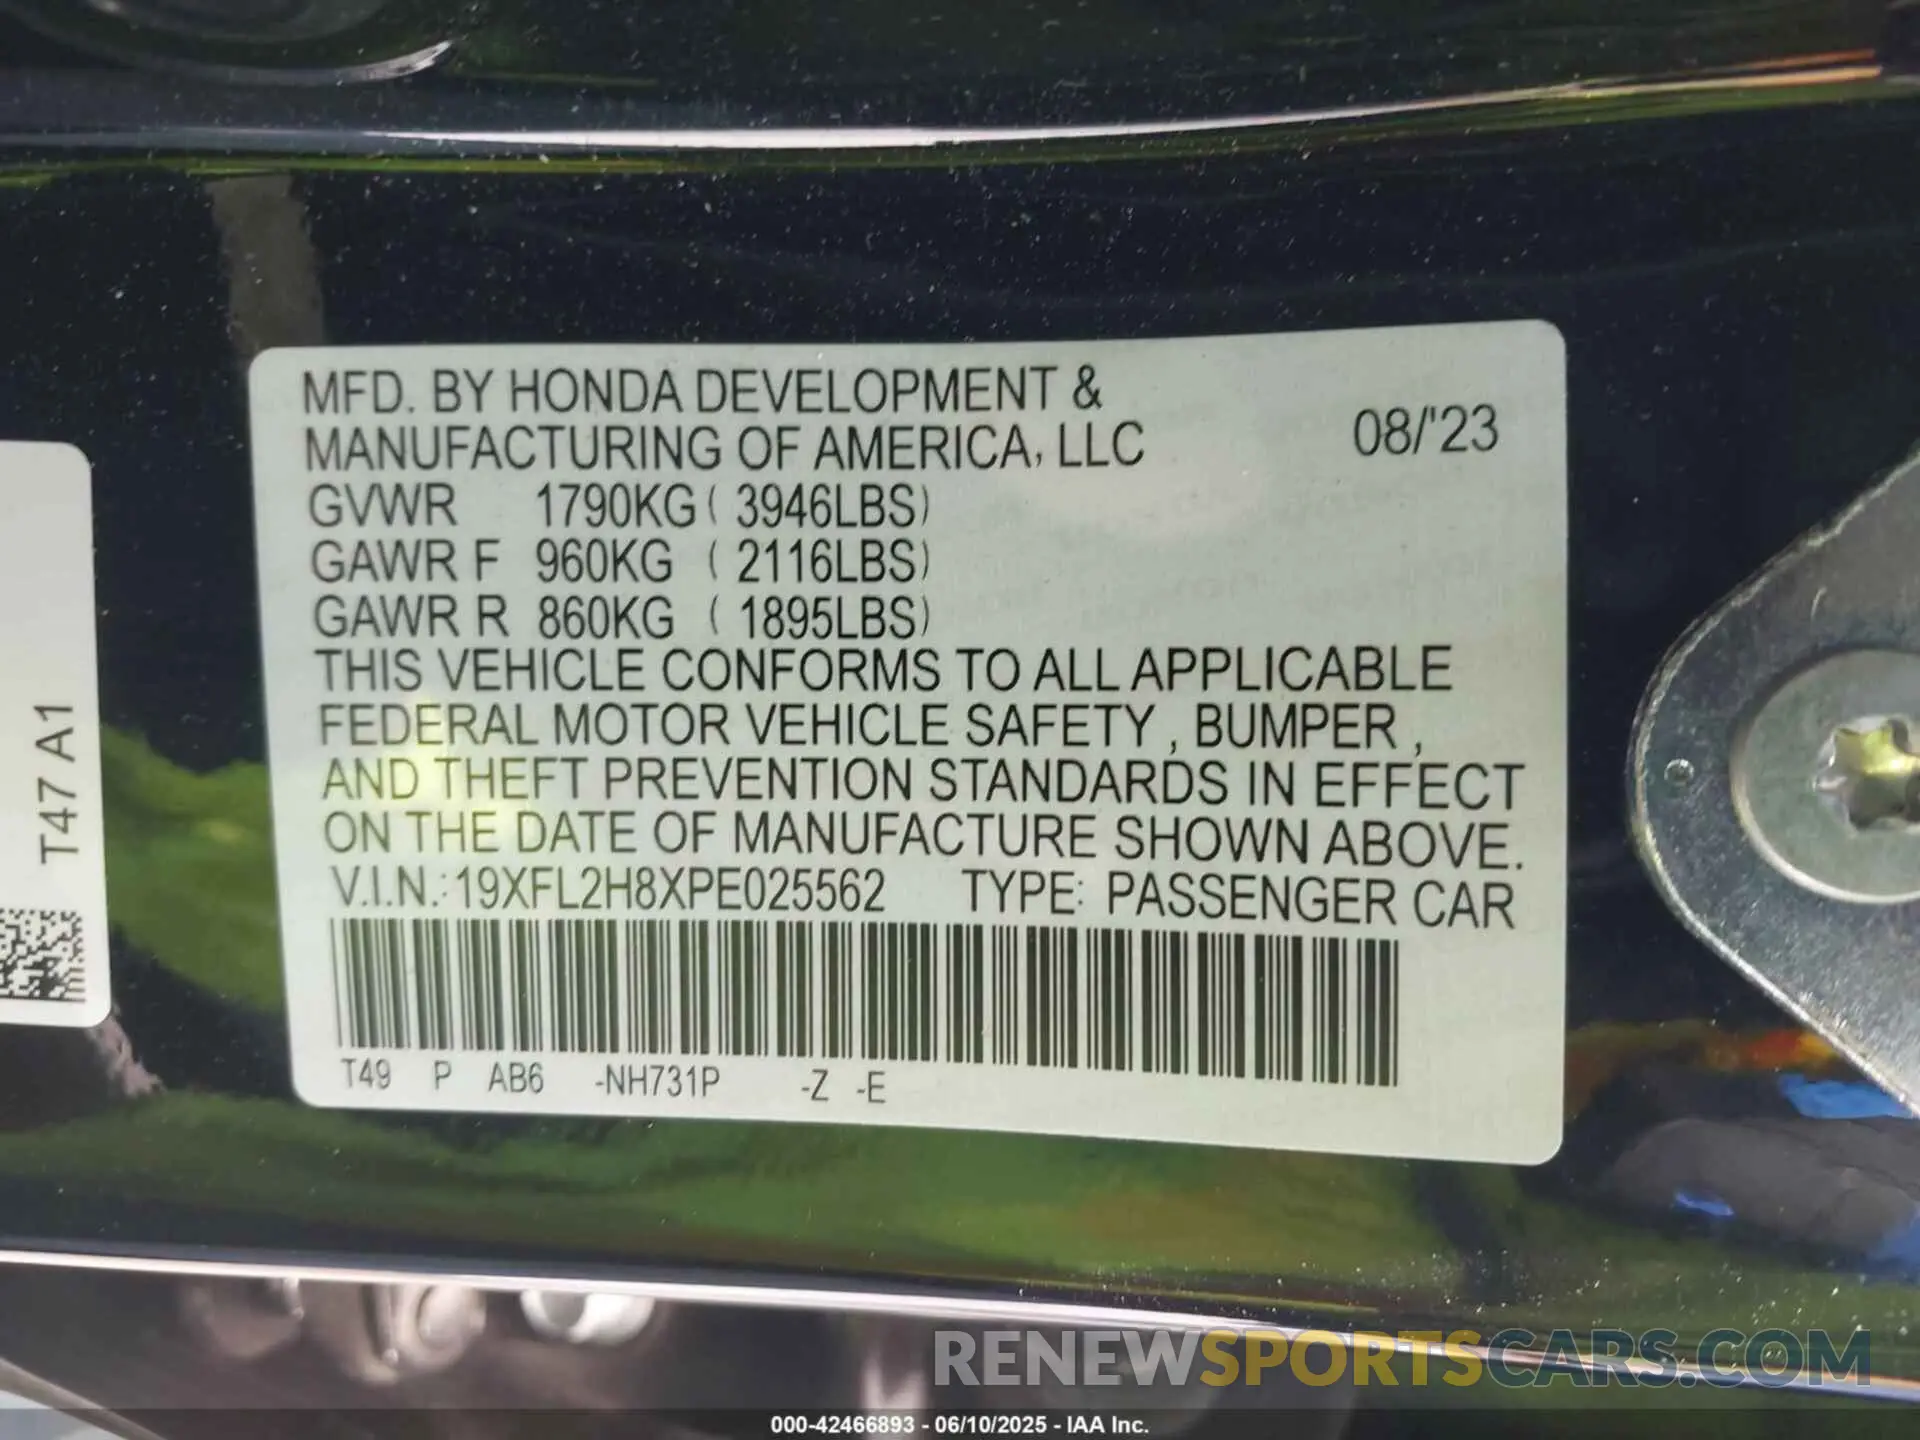 MFD. BY HONDA DEVELOPMENT &
MANUFACTURING OF AMERICA, LLC 08/'23
GVWR 1790KG ( 3946LBS)
GAWR F 960KG ( 2116LBS)
GAWR R 860KG ( 1895LBS)
THIS VEHICLE CONFORMS TO ALL APPLICABLE
FEDERAL MOTOR VEHICLE SAFETY , BUMPER ,
AND THEFT PREVENTION STANDARDS IN EFFECT
ON THE DATE OF MANUFACTURE SHOWN ABOVE.
V.I.N.: 19XFL2H8XPE025562 TYPE: PASSENGER CAR
T49 P AB6 -NH731P -Z -E
T47 A1
RENEWSPORTSCARS.COM
000-42466893 - 06/10/2025 - IAA Inc.